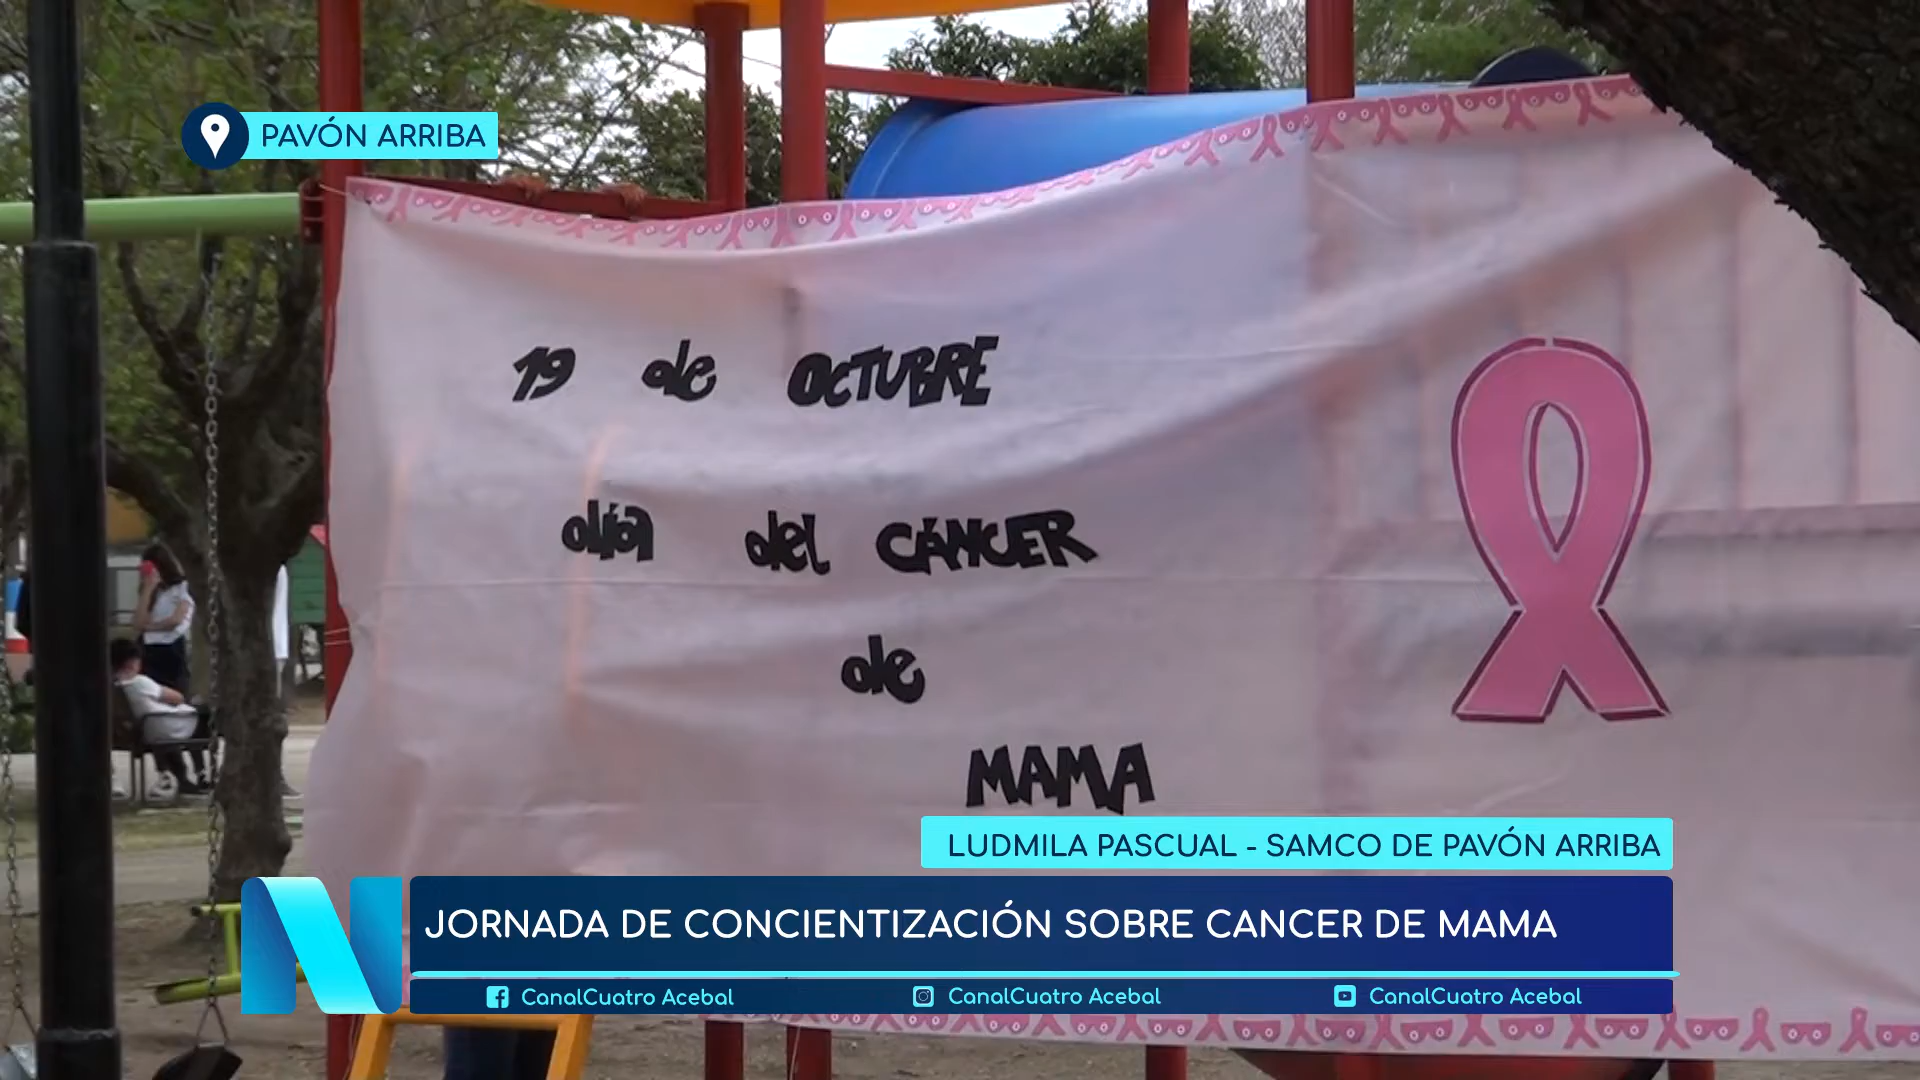 PAVÓN ARRIBA
19 de OCTUBRE
día del CÁNCER
de
MAMA
LUDMILA PASCUAL - SAMCO DE PAVÓN ARRIBA
JORNADA DE CONCIENTIZACIÓN SOBRE CANCER DE MAMA
CanalCuatro Acebal CanalCuatro Acebal CanalCuatro Acebal